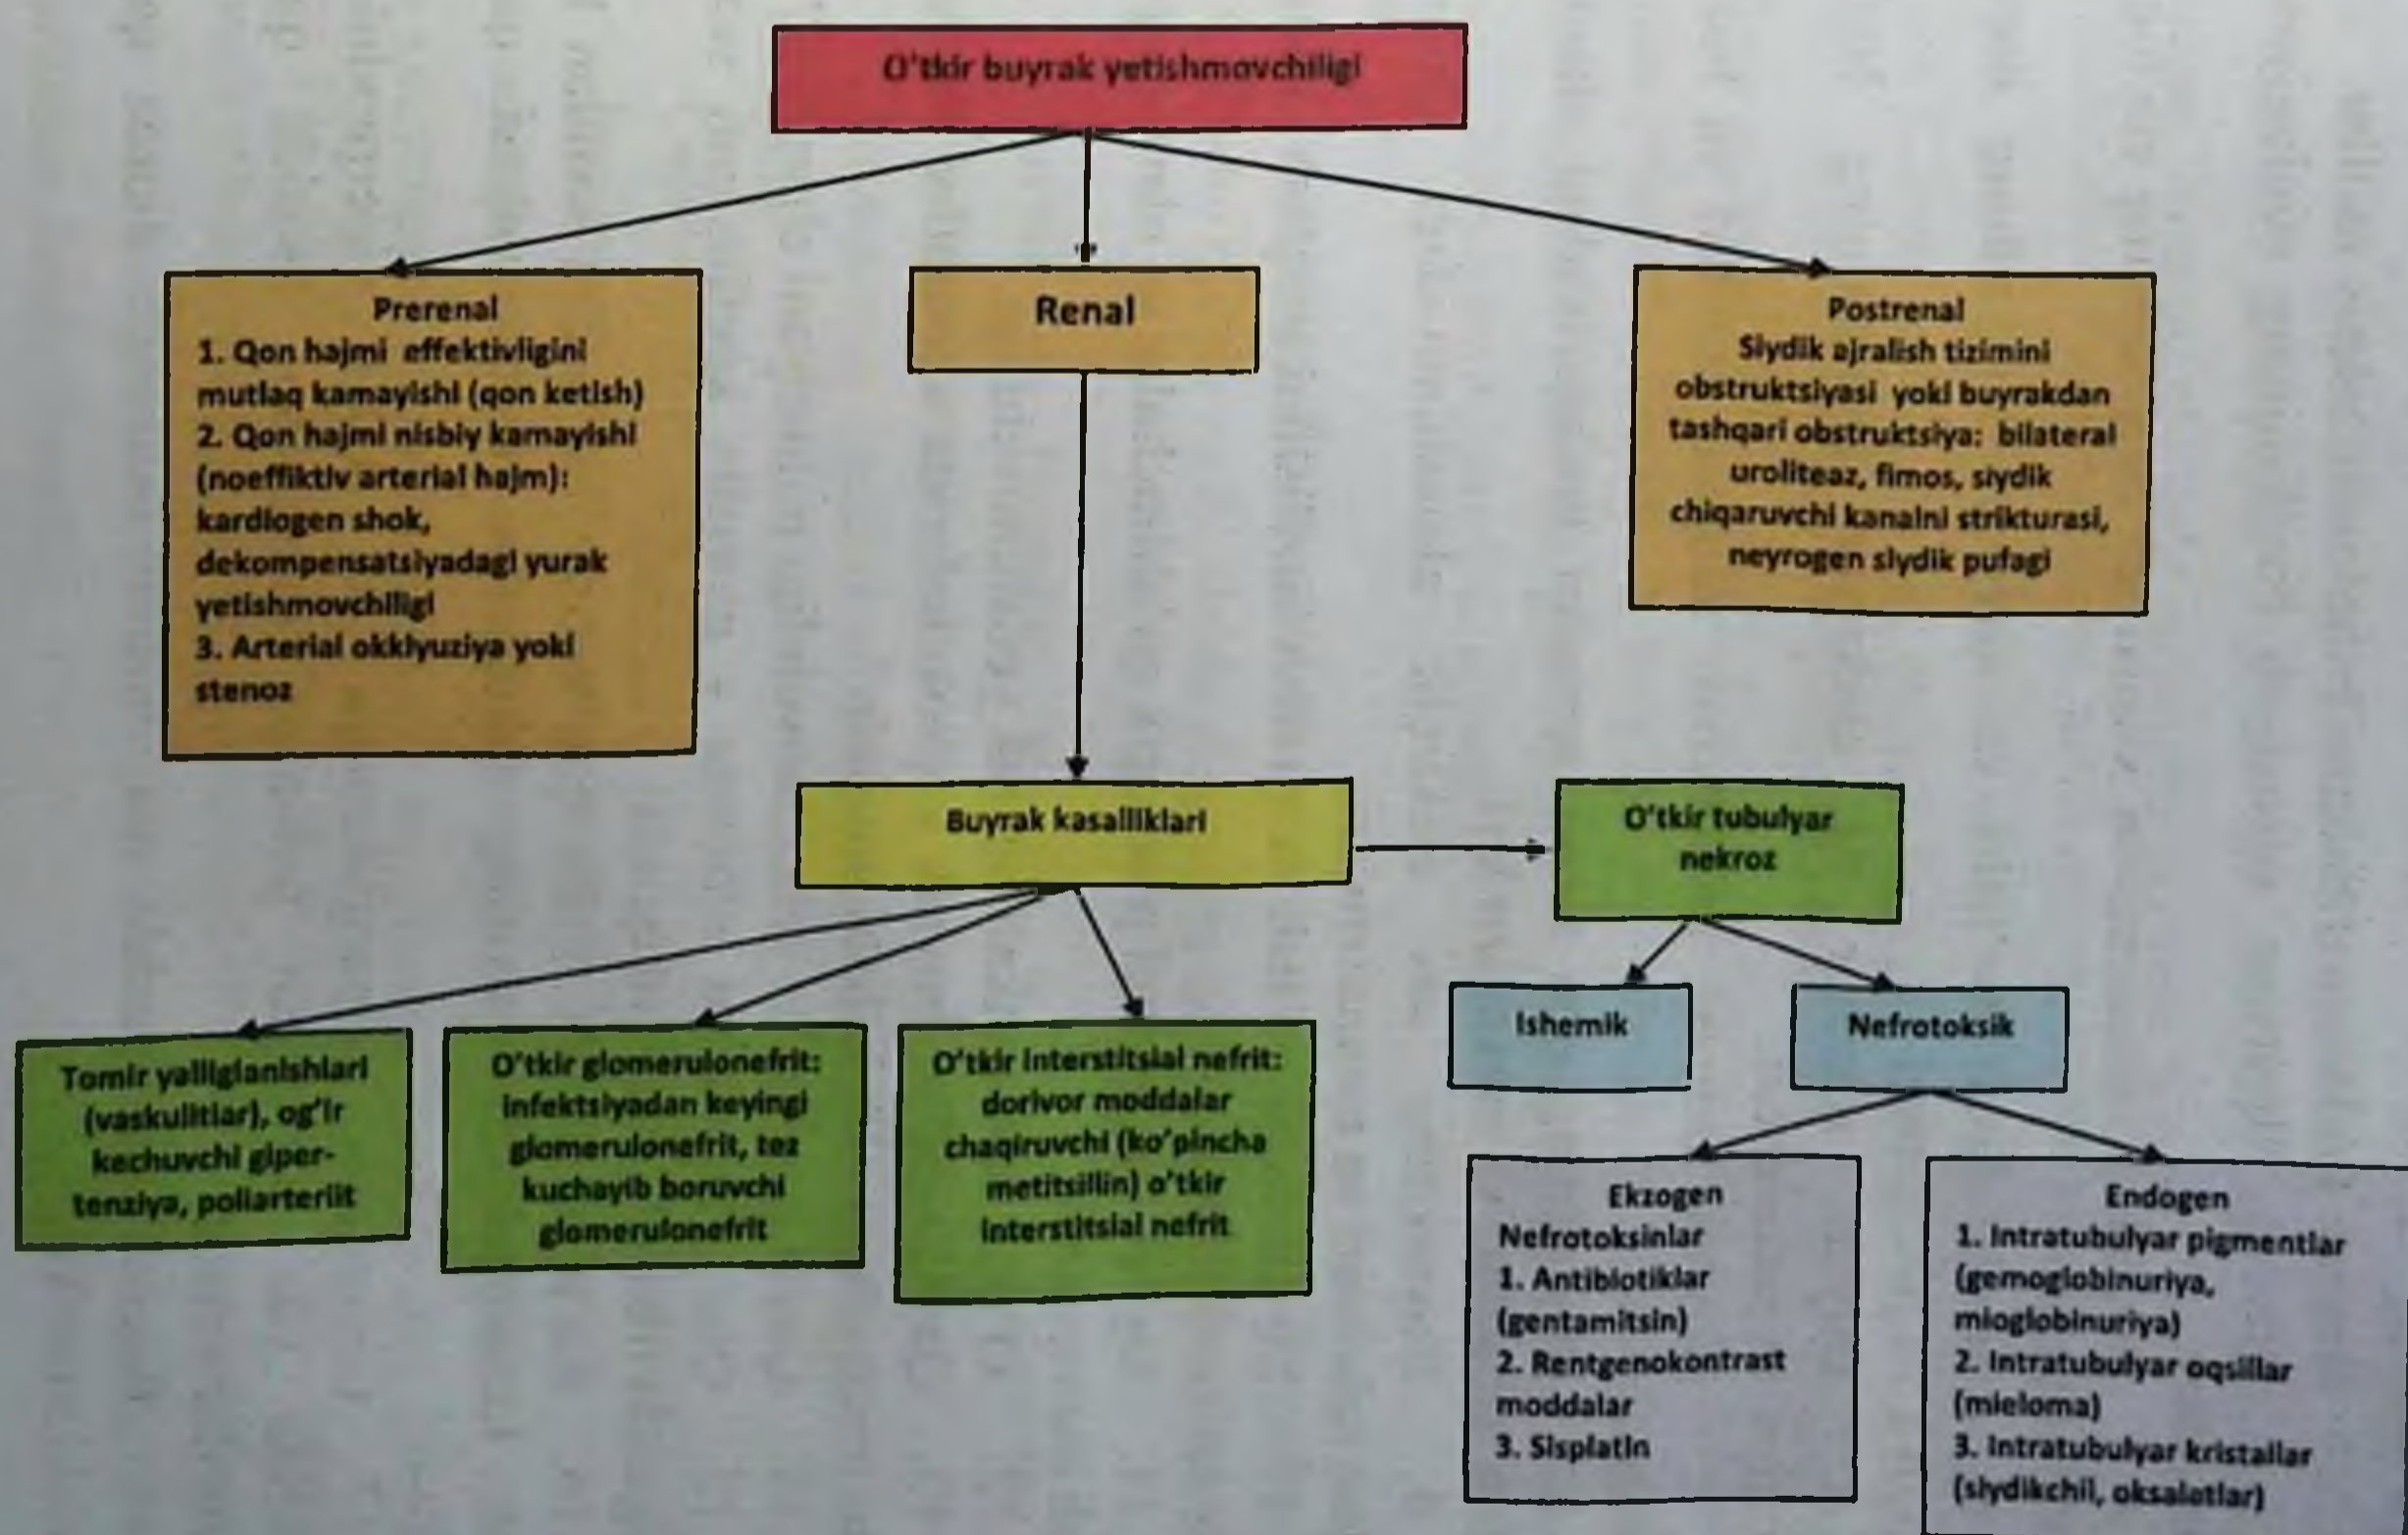 O'tkir buyrak yetishmovchiligi
Prerenal
1. Qon hajmi effektivligini
mutlaq kamayishi (qon ketish)
2. Qon hajmi nisbiy kamayishi
(noeffiktiv arterial hajm):
kardiogen shok,
dekompensatsiyadagi yurak
yetishmovchiligi
3. Arterial okklyuziya yoki
stenoz
Renal
Postrenal
Siydik ajralish tizimini
obstruktsiyasi yoki buyrakdan
tashqari obstruktsiya: bilateral
uroliteaz, fimos, siydik
chiqaruvchi kanalni strikturasi,
neyrogen siydik pufagi
Buyrak kasalliklari
O'tkir tubulyar
nekroz
Ishemik
Nefrotoksik
Tomir yalliglanishlari
(vaskulitlar), og'ir
kechuvchi giper-
tenziya, poliarteriit
O'tkir glomerulonefrit:
infektsiyadan keyingi
glomerulonefrit, tez
kuchayib boruvchi
glomerulonefrit
O'tkir interstitsial nefrit:
dorivor moddalar
chaqiruvchi (ko'pincha
metitsillin) o'tkir
interstitsial nefrit
Ekzogen
Nefrotoksinlar
1. Antibiotiklar
(gentamitsin)
2. Rentgenokontrast
moddalar
3. Sisplatin
Endogen
1. Intratubulyar pigmentlar
(gemoglobinuriya,
mioglobinuriya)
2. Intratubulyar oqsillar
(mieloma)
3. Intratubulyar kristallar
(siydikchil, oksalatlar)